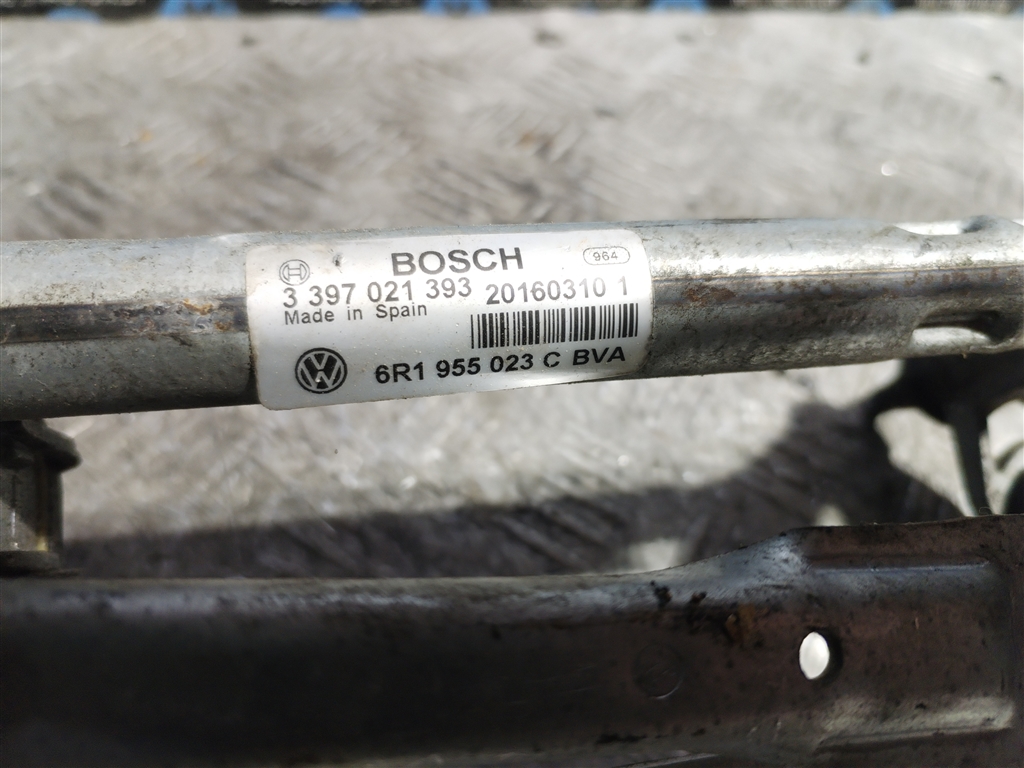 BOSCH 964
3 397 021 393 20160310 1
Made in Spain
6R1 955 023 C BVA